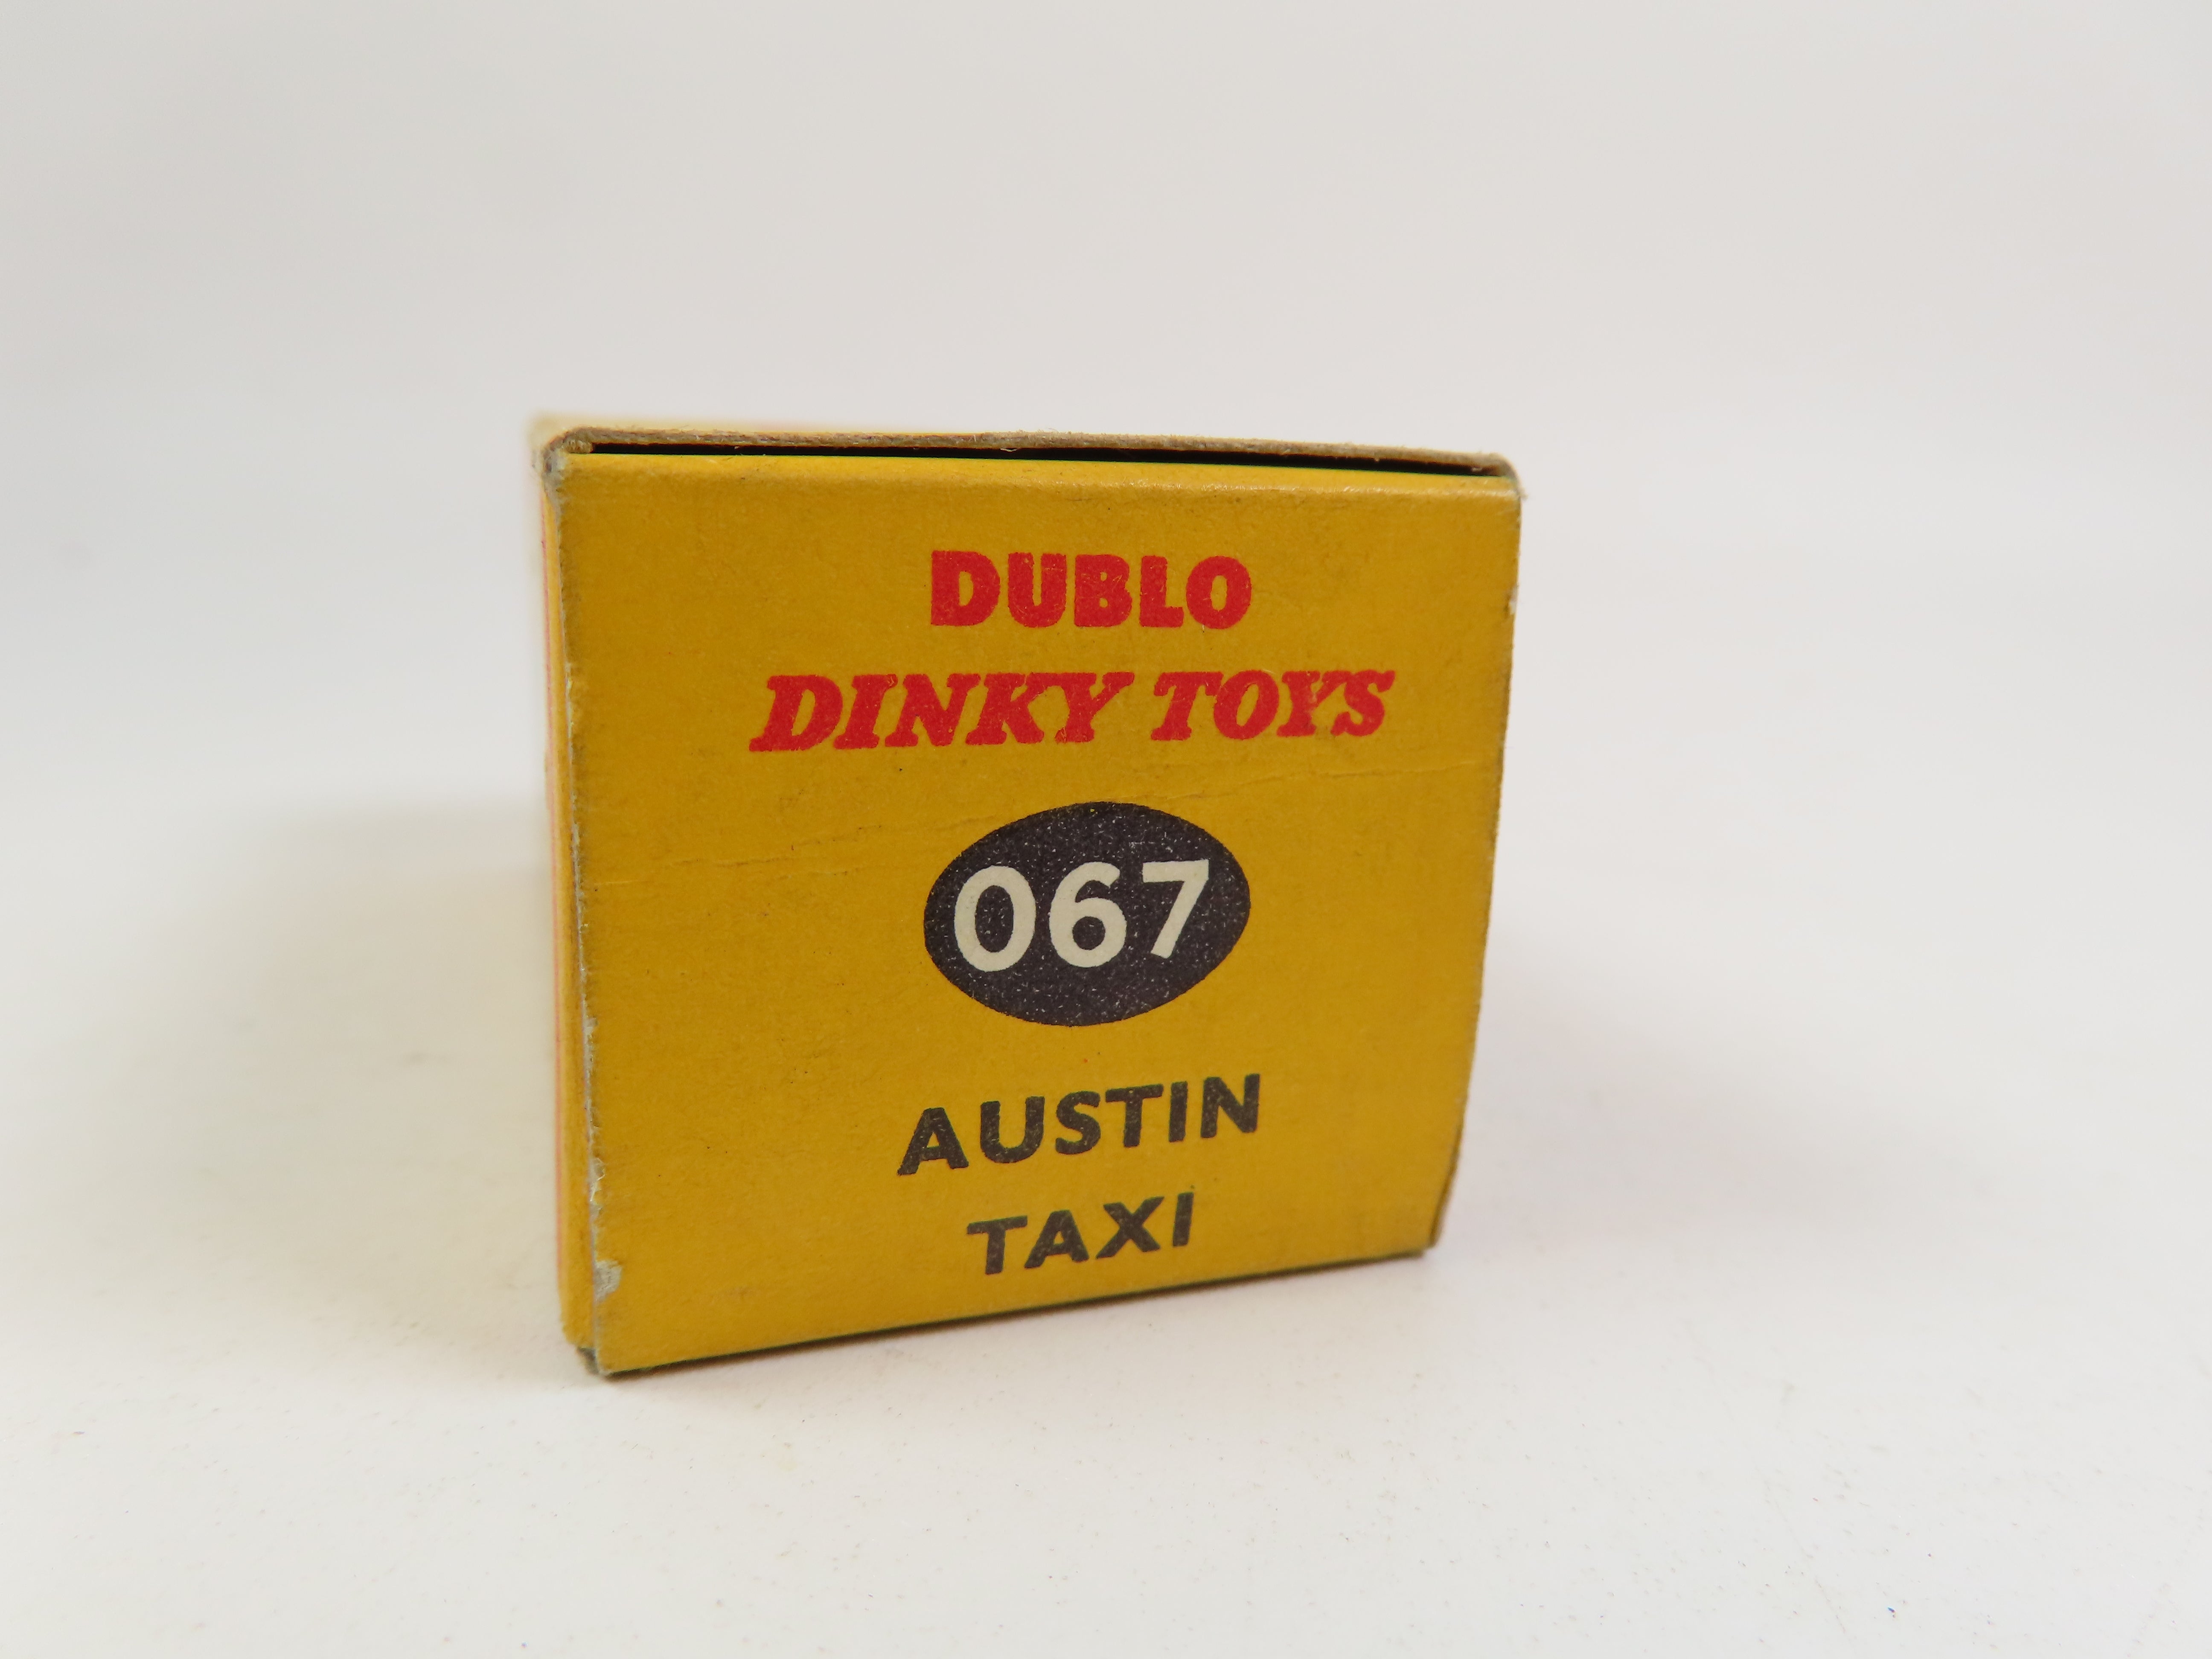 DUBLO
DINKY TOYS
067
AUSTIN
TAXI